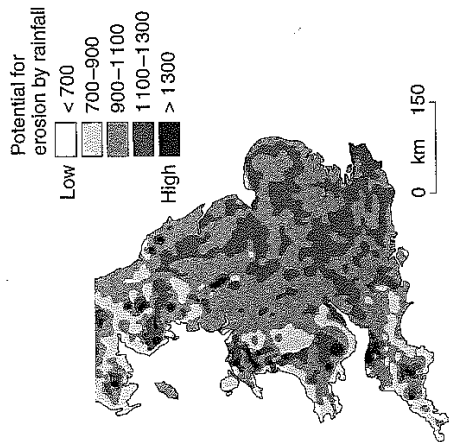 Potential for
erosion by rainfall
Low < 700
700–900
900–1100
1100–1300
High > 1300
0 km 150